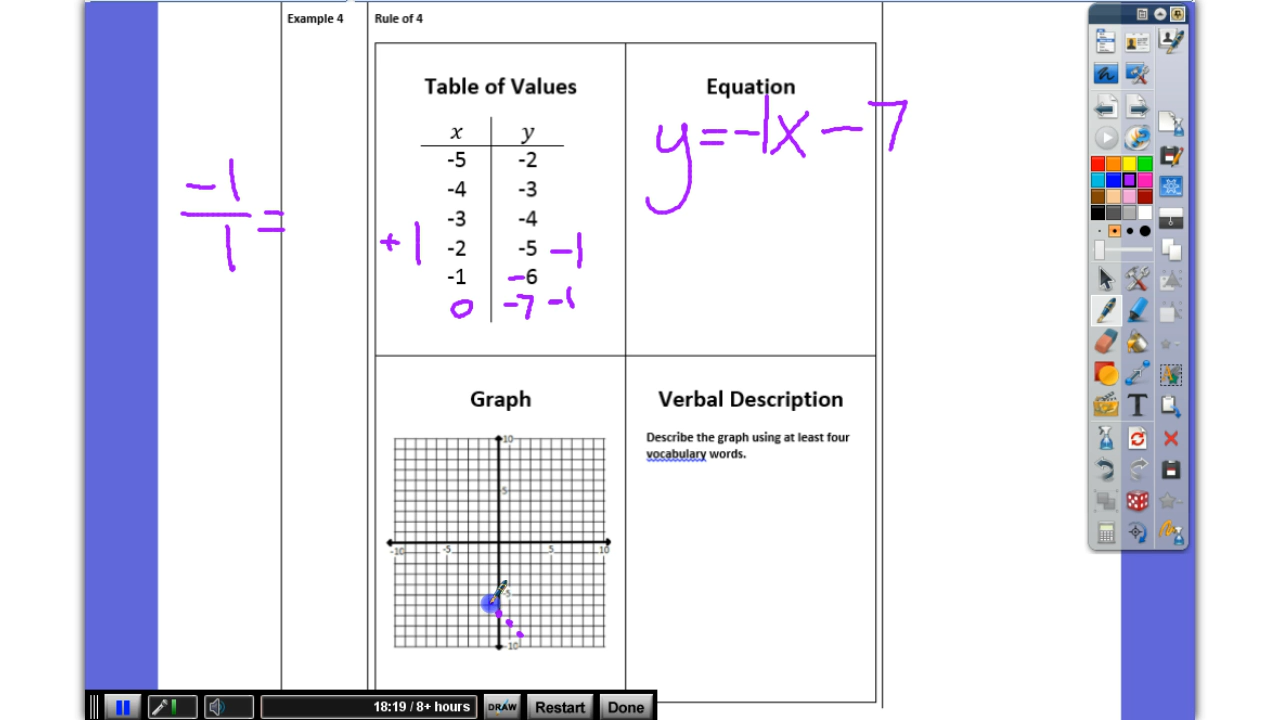 Example 4
Rule of 4
Table of Values
x y
-5 -2
-4 -3
-3 -4
+1 -2 -5 -1
-1 -6
0 -7 -1
-1
1 =
Equation
y=-1x-7
Graph
10
5
-10 -5 5 10
-5
-10
Verbal Description
Describe the graph using at least four
vocabulary words.
18:19 / 8+ hours
DRAW
Restart
Done
T